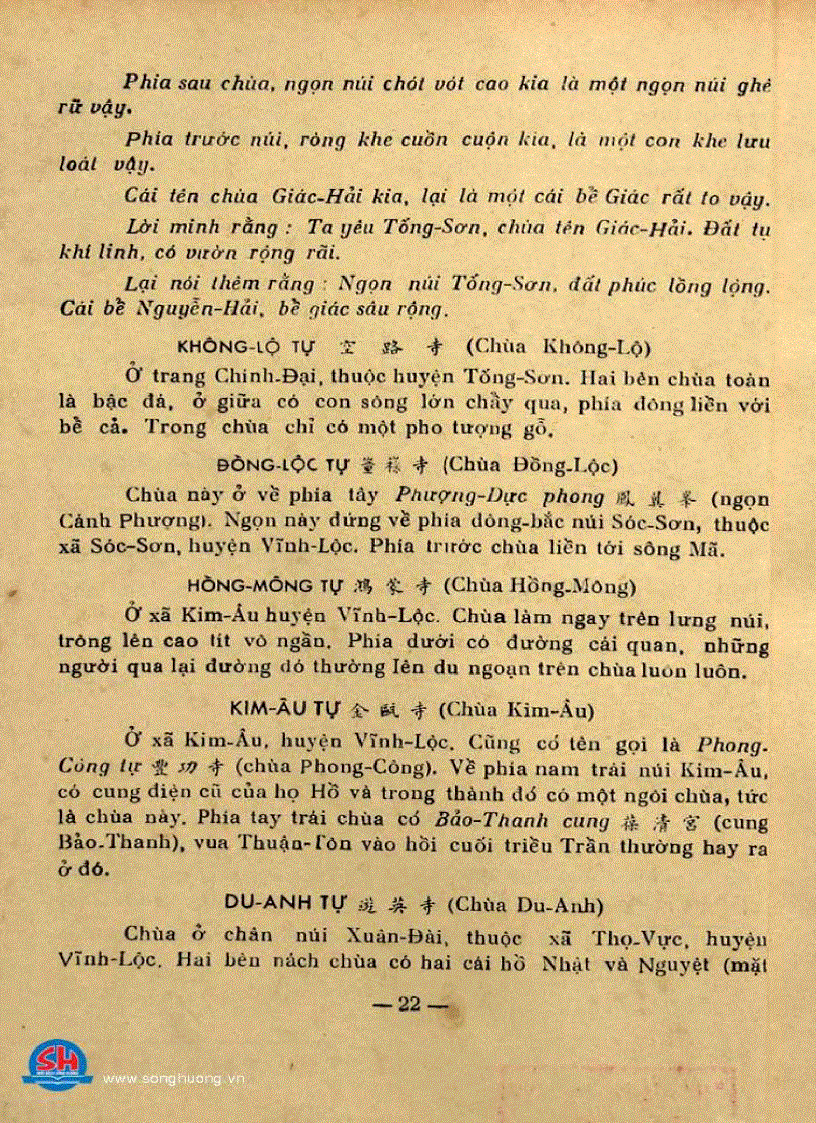 Phía sau chùa, ngọn núi chót vót cao kia là một ngọn núi ghê
rữ vậy.
Phía trước núi, ròng khe cuồn cuộn kia, là một con khe lưu
loát vậy.
Cái tên chùa Giác-Hải kia, lại là một cái bể Giác rất to vậy.
Lời minh rằng : Ta yêu Tống-Sơn, chùa tên Giác-Hải. Đất tụ
khí linh, có vườn rộng rãi.
Lại nói thêm rằng : Ngọn núi Tống-Sơn, đất phúc lồng lộng.
Cái bể Nguyễn-Hải, bể giác sâu rộng.
KHÔNG-LỘ TỰ 空 路 寺 (Chùa Không-Lộ)
Ở trang Chính-Đại, thuộc huyện Tống-Sơn. Hai bên chùa toàn
là bậc đá, ở giữa có con sông lớn chẩy qua, phía đông liền với
bể cả. Trong chùa chỉ có một pho tượng gỗ.
ĐỒNG-LỘC TỰ 董 祿 寺 (Chùa Đồng-Lộc)
Chùa này ở về phía tây Phượng-Dực phong 鳳 翼 峯 (ngọn
Cánh Phượng). Ngọn này đứng về phía đông-bắc núi Sóc-Sơn, thuộc
xã Sóc-Sơn, huyện Vĩnh-Lộc. Phía trước chùa liền tới sông Mã.
HỒNG-MÔNG TỰ 鴻 蒙 寺 (Chùa Hồng-Mông)
Ở xã Kim-Âu huyện Vĩnh-Lộc. Chùa làm ngay trên lưng núi,
trông lên cao tít vô ngần. Phía dưới có đường cái quan, những
người qua lại đường đó thường lên du ngoạn trên chùa luôn luôn.
KIM-ÂU TỰ 金 甌 寺 (Chùa Kim-Âu)
Ở xã Kim-Âu, huyện Vĩnh-Lộc. Cũng có tên gọi là Phong-
Công tự 豐 功 寺 (chùa Phong-Công). Về phía nam trái núi Kim-Âu,
có cung điện cũ của họ Hồ và trong thành đó có một ngôi chùa, tức
là chùa này. Phía tay trái chùa có Bảo-Thanh cung 葆 清 宮 (cung
Bảo-Thanh), vua Thuận-Tôn vào hồi cuối triều Trần thường hay ra
ở đó.
DU-ANH TỰ 遊 英 寺 (Chùa Du-Anh)
Chùa ở chân núi Xuân-Đài, thuộc xã Thọ-Vực, huyện
Vĩnh-Lộc. Hai bên nách chùa có hai cái hồ Nhật và Nguyệt (mặt
— 22 —
SH
www.songhuong.vn